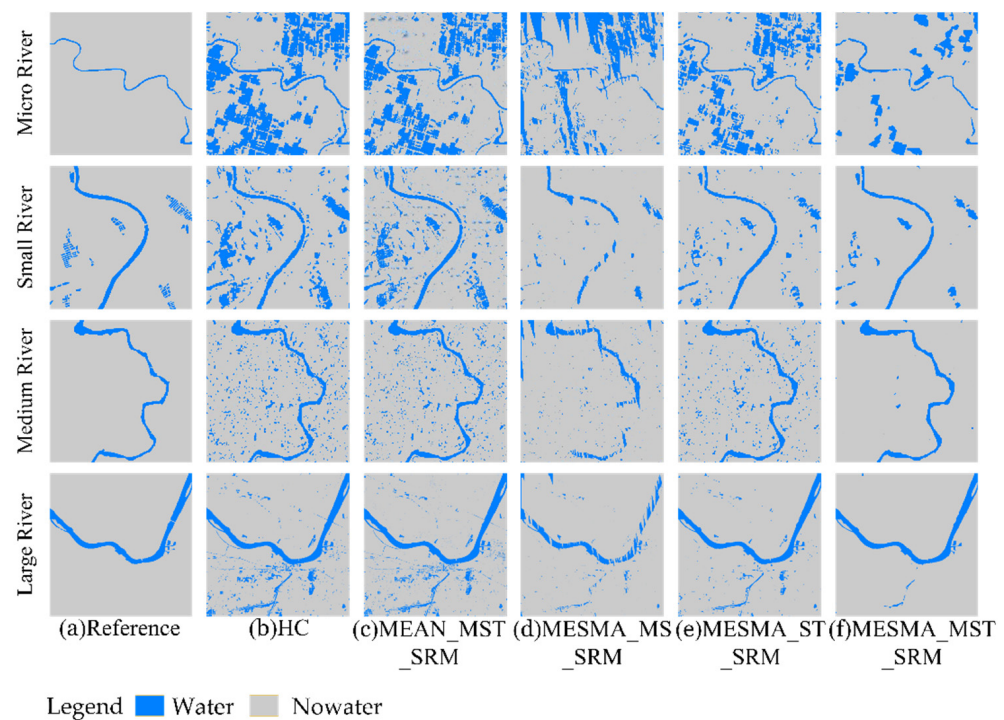 Micro River
Small River
Medium River
Large River
(a)Reference
(b)HC
(c)MEAN_MST
_SRM
(d)MESMA_MS
_SRM
(e)MESMA_ST
_SRM
(f)MESMA_MST
_SRM
Legend
Water
Nowater